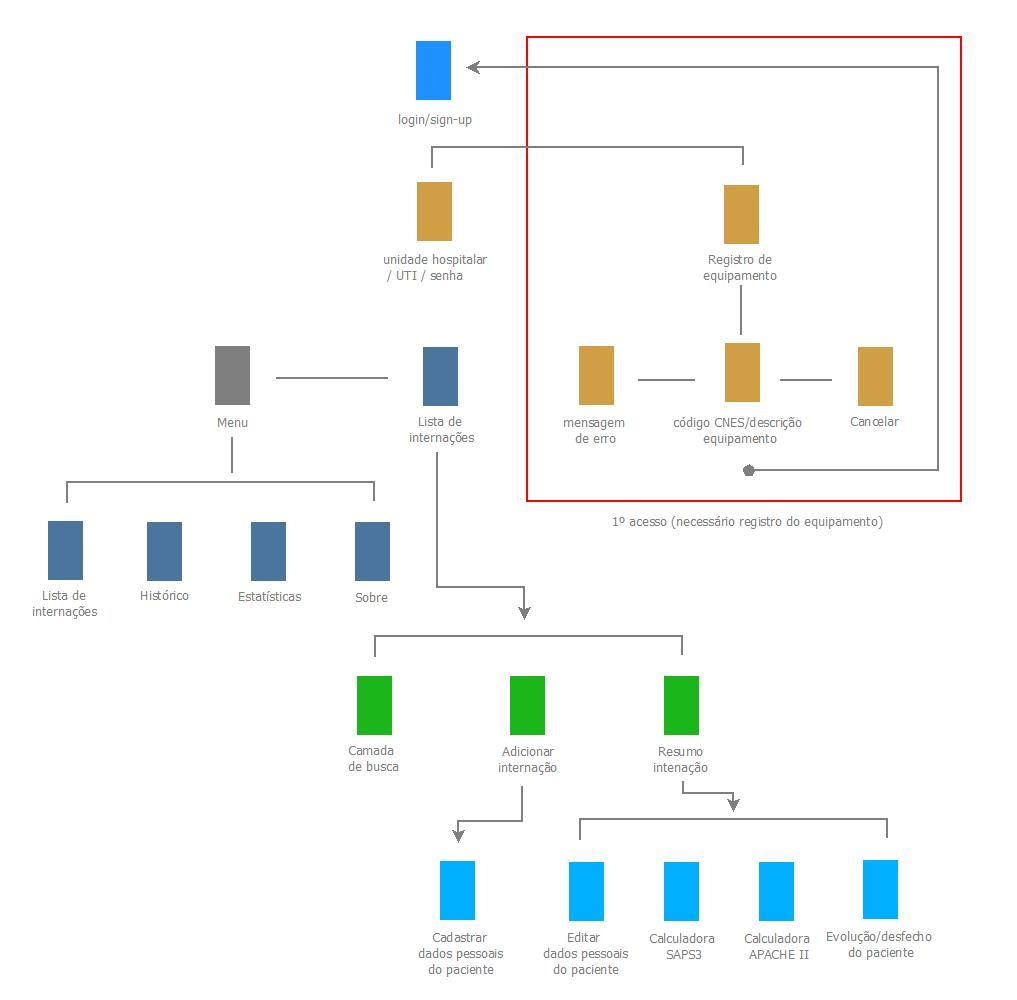 login/sign-up
unidade hospitalar
/ UTI / senha
Registro de
equipamento
Menu
Lista de
internações
mensagem
de erro
código CNES/descrição
equipamento
Cancelar
1º acesso (necessário registro do equipamento)
Lista de
internações
Histórico
Estatísticas
Sobre
Camada
de busca
Adicionar
internação
Resumo
intenação
Cadastrar
dados pessoais
do paciente
Editar
dados pessoais
do paciente
Calculadora
SAPS3
Calculadora
APACHE II
Evolução/desfecho
do paciente